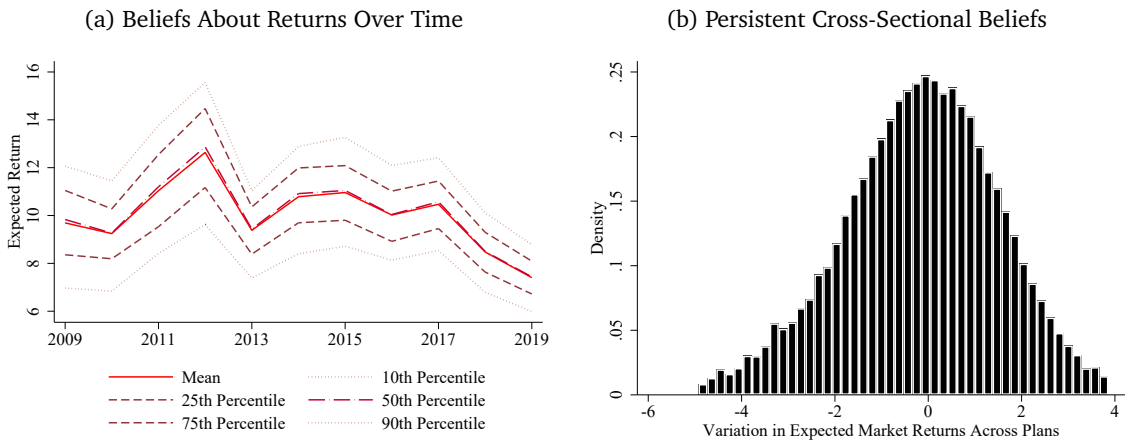 (a) Beliefs About Returns Over Time
Expected Return
16
14
12
10
8
6
2009 2011 2013 2015 2017 2019
Mean 10th Percentile
25th Percentile 50th Percentile
75th Percentile 90th Percentile
(b) Persistent Cross-Sectional Beliefs
Density
.25
.2
.15
.1
.05
0
-6 -4 -2 0 2 4
Variation in Expected Market Returns Across Plans